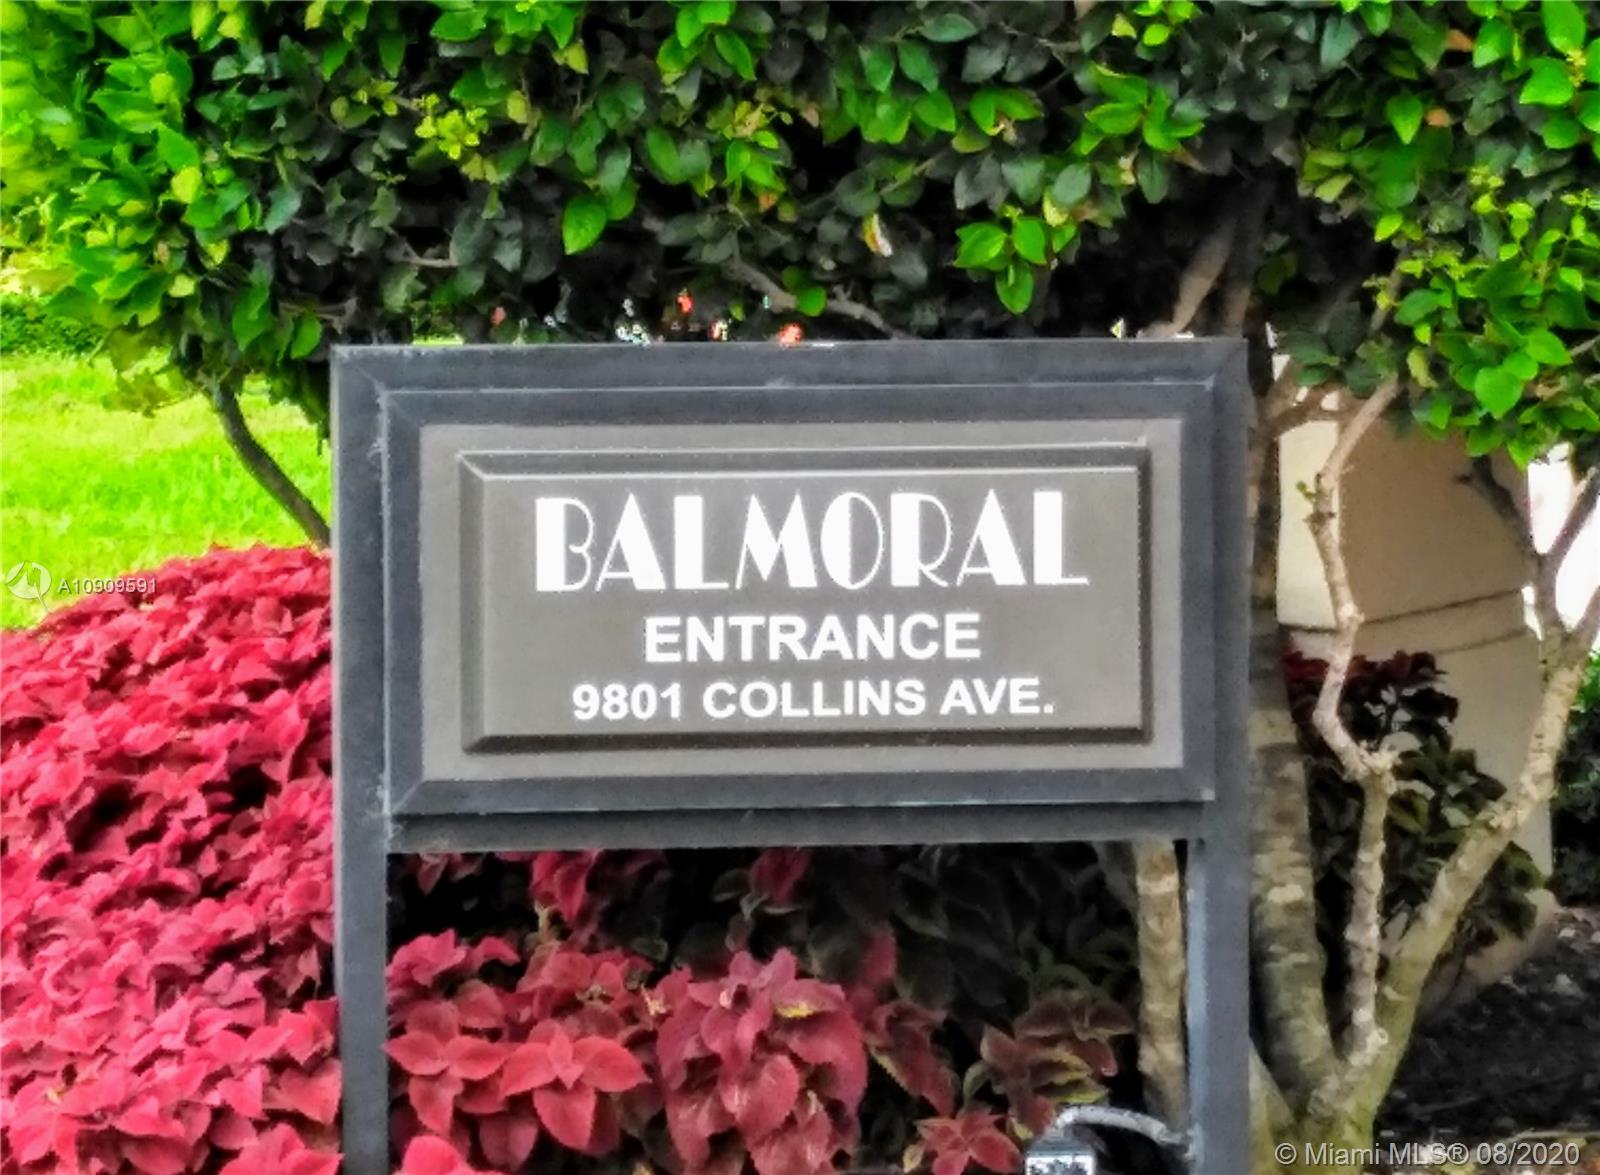 BALMORAL
ENTRANCE
9801 COLLINS AVE.
A10909591
© Miami MLS® 08/2020